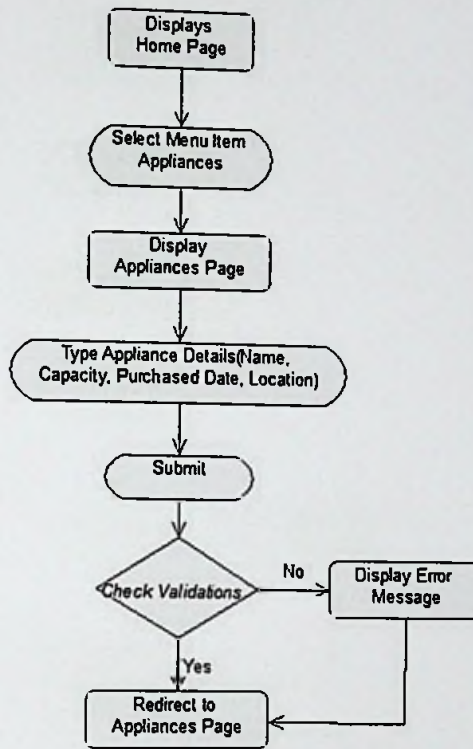 Displays
Home Page
Select Menu Item
Appliances
Display
Appliances Page
Type Appliance Details(Name,
Capacity, Purchased Date, Location)
Submit
Check Validations
No
Display Error
Message
Yes
Redirect to
Appliances Page